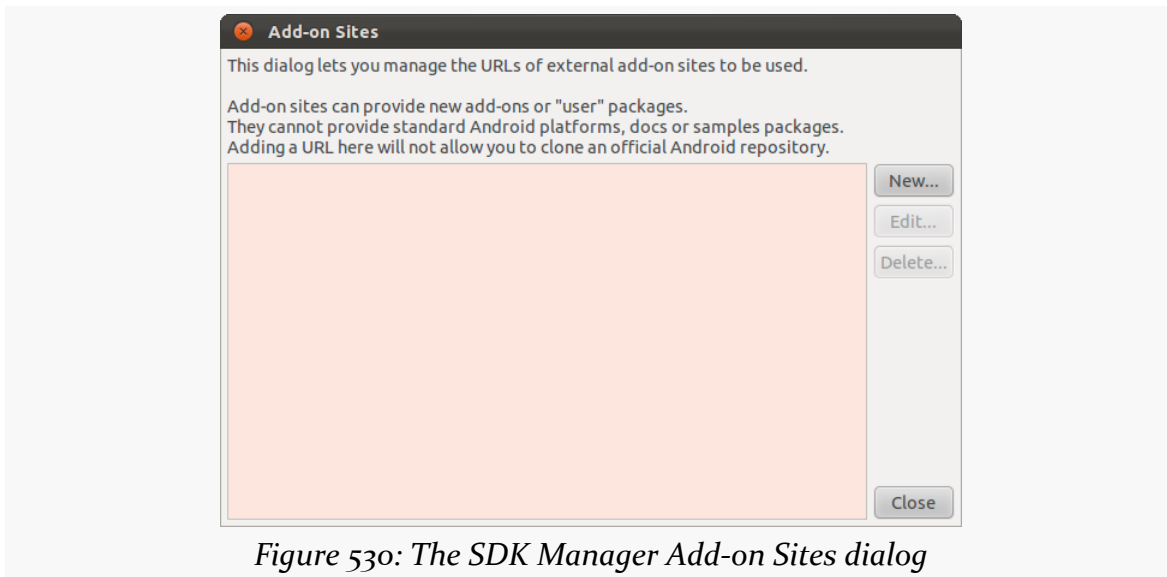 Add-on Sites
This dialog lets you manage the URLs of external add-on sites to be used.
Add-on sites can provide new add-ons or "user" packages.
They cannot provide standard Android platforms, docs or samples packages.
Adding a URL here will not allow you to clone an official Android repository.
New...
Edit...
Delete...
Close
Figure 530: The SDK Manager Add-on Sites dialog